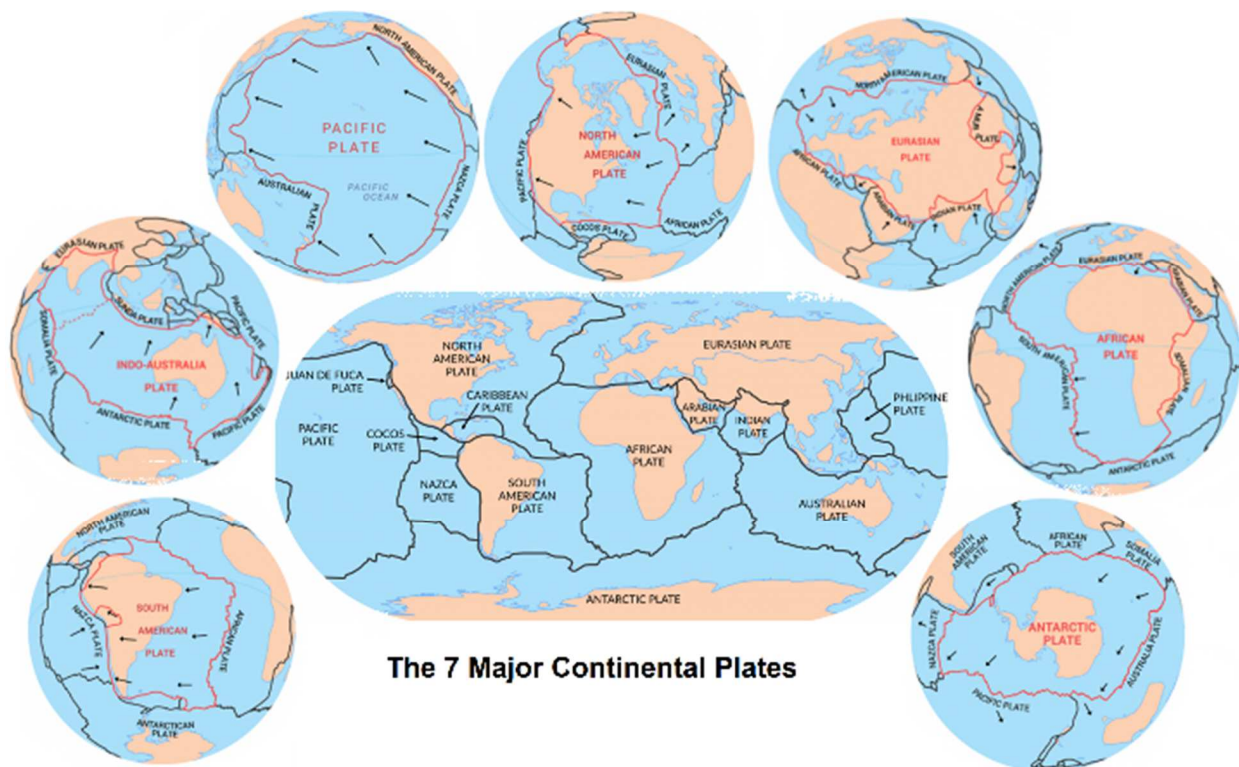 NORTH AMERICAN PLATE
PACIFIC
PLATE
AUSTRALIAN
PLATE
PACIFIC
OCEAN
NAZCA PLATE
EURASIAN
PLATE
NORTH
AMERICAN
PLATE
PACIFIC PLATE
COCOS PLATE
AFRICAN PLATE
NORTH AMERICAN PLATE
AMUR
PLATE
EURASIAN
PLATE
AFRICAN PLATE
ARABIAN PLATE
INDIAN PLATE
EURASIAN PLATE
SUNDA PLATE
PACIFIC PLATE
SOMALIA PLATE
INDO-AUSTRALIA
PLATE
ANTARCTIC PLATE
PACIFIC PLATE
NORTH
AMERICAN
PLATE
EURASIAN PLATE
JUAN DE FUCA
PLATE
CARIBBEAN
PLATE
ARABIAN
PLATE
INDIAN
PLATE
PHLIPPINE
PLATE
PACIFIC
PLATE
COCOS
PLATE
AFRICAN
PLATE
NAZCA
PLATE
SOUTH
AMERICAN
PLATE
AUSTRALIAN
PLATE
ANTARCTIC PLATE
EURASIAN PLATE
NORTH AMERICAN PLATE
ARABIAN PLATE
AFRICAN
PLATE
SOUTH AMERICAN PLATE
SOMALIAN PLATE
ANTARCTIC PLATE
NORTH AMERICAN
PLATE
SOUTH
AMERICAN
PLATE
NAZCA PLATE
AFRICAN PLATE
ANTARCTICAN
PLATE
The 7 Major Continental Plates
SOUTH
AMERICAN
PLATE
AFRICAN
PLATE
SOMALIA
PLATE
ANTARCTIC
PLATE
NAZCA PLATE
AUSTRALIA PLATE
PACIFIC PLATE